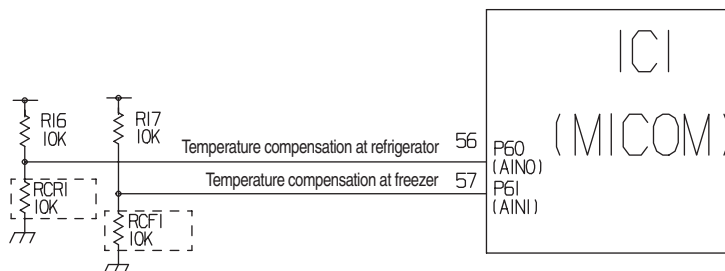 IC1
(MICOM)
R16
10K
R17
10K
Temperature compensation at refrigerator 56
P60
(AIN0)
Temperature compensation at freezer 57
P61
(AIN1)
RCR1
10K
RCF1
10K